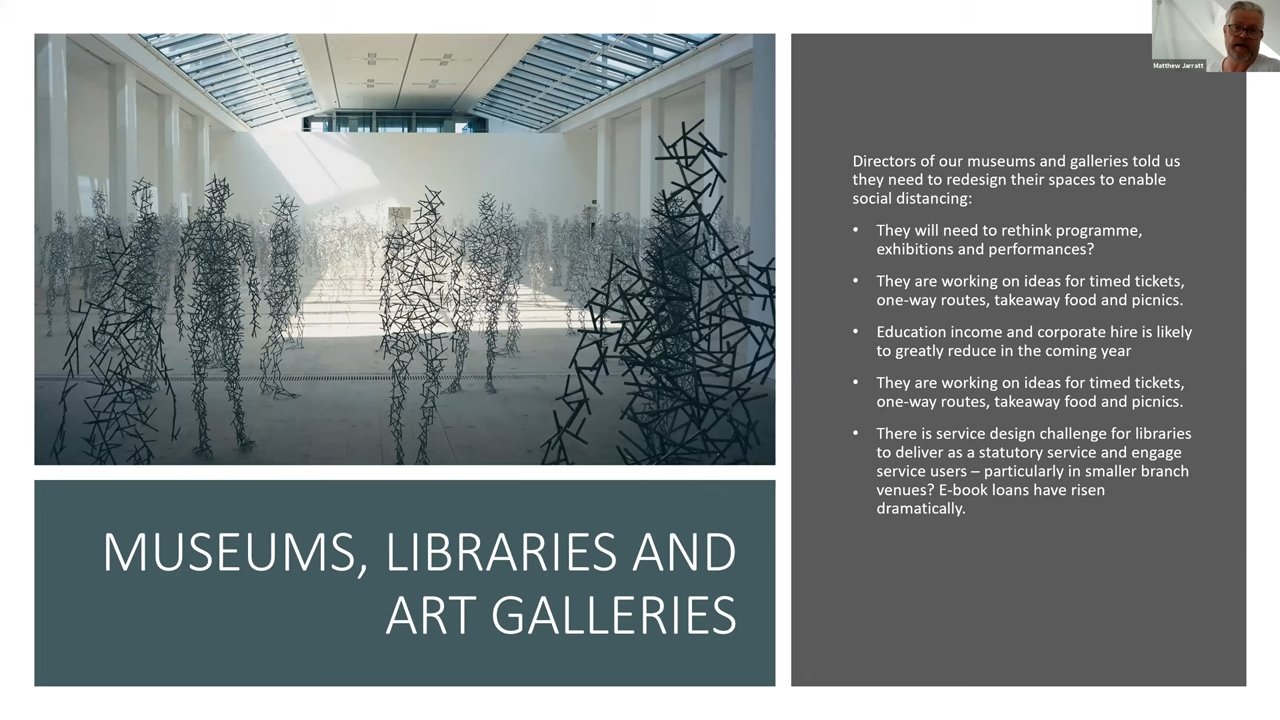 Matthew Jarratt
Directors of our museums and galleries told us
they need to redesign their spaces to enable
social distancing:
• They will need to rethink programme,
exhibitions and performances?
• They are working on ideas for timed tickets,
one-way routes, takeaway food and picnics.
• Education income and corporate hire is likely
to greatly reduce in the coming year
• They are working on ideas for timed tickets,
one-way routes, takeaway food and picnics.
• There is service design challenge for libraries
to deliver as a statutory service and engage
service users – particularly in smaller branch
venues? E-book loans have risen
dramatically.
MUSEUMS, LIBRARIES AND
ART GALLERIES